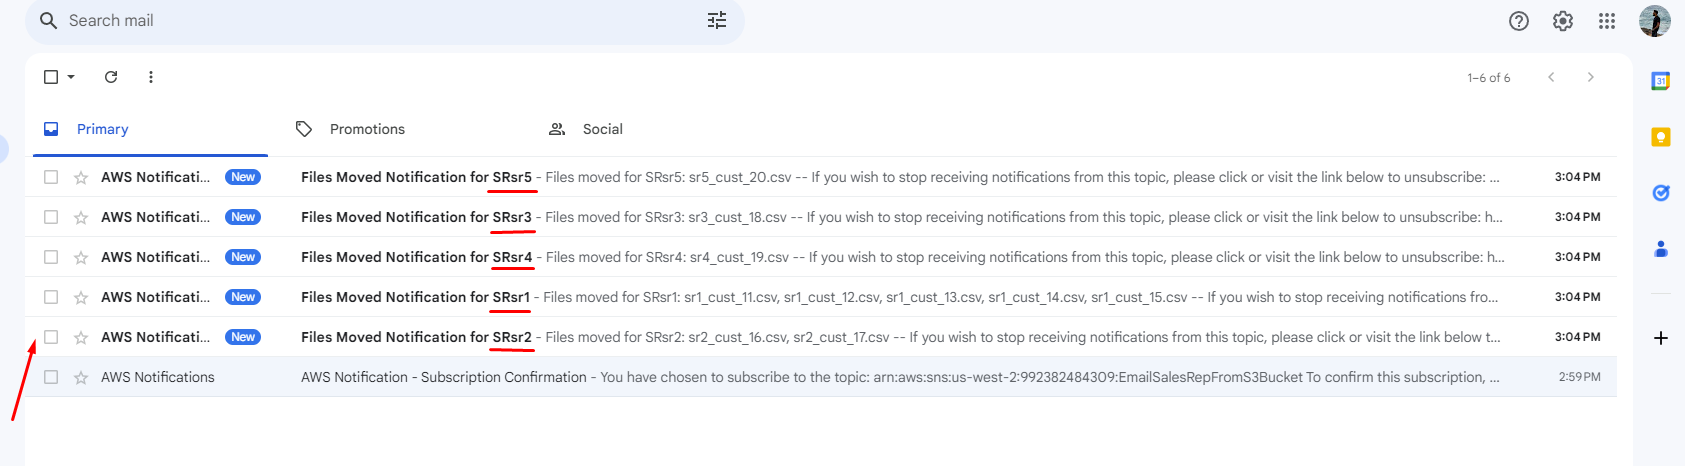 Search mail
1–6 of 6
31
Primary
Promotions
Social
AWS Notificati... New Files Moved Notification for SRsr5 - Files moved for SRsr5: sr5_cust_20.csv -- If you wish to stop receiving notifications from this topic, please click or visit the link below to unsubscribe: ... 3:04 PM
AWS Notificati... New Files Moved Notification for SRsr3 - Files moved for SRsr3: sr3_cust_18.csv -- If you wish to stop receiving notifications from this topic, please click or visit the link below to unsubscribe: h... 3:04 PM
AWS Notificati... New Files Moved Notification for SRsr4 - Files moved for SRsr4: sr4_cust_19.csv -- If you wish to stop receiving notifications from this topic, please click or visit the link below to unsubscribe: h... 3:04 PM
AWS Notificati... New Files Moved Notification for SRsr1 - Files moved for SRsr1: sr1_cust_11.csv, sr1_cust_12.csv, sr1_cust_13.csv, sr1_cust_14.csv, sr1_cust_15.csv -- If you wish to stop receiving notifications fro... 3:04 PM
AWS Notificati... New Files Moved Notification for SRsr2 - Files moved for SRsr2: sr2_cust_16.csv, sr2_cust_17.csv -- If you wish to stop receiving notifications from this topic, please click or visit the link below t... 3:04 PM
AWS Notifications AWS Notification - Subscription Confirmation - You have chosen to subscribe to the topic: arn:aws:sns:us-west-2:992382484309:EmailSalesRepFromS3Bucket To confirm this subscription, ... 2:59 PM